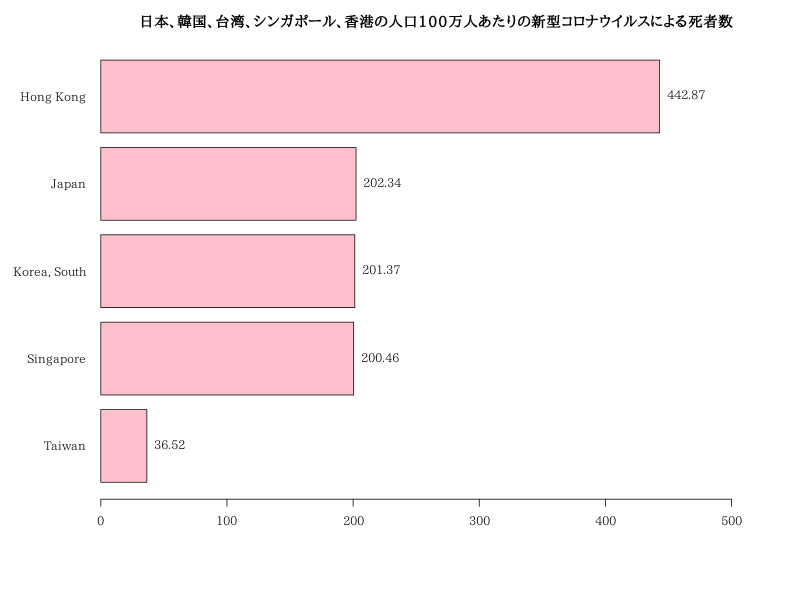 日本、韓国、台湾、シンガポール、香港の人口100万人あたりの新型コロナウイルスによる死者数
Hong Kong 442.87
Japan 202.34
Korea, South 201.37
Singapore 200.46
Taiwan 36.52
0 100 200 300 400 500